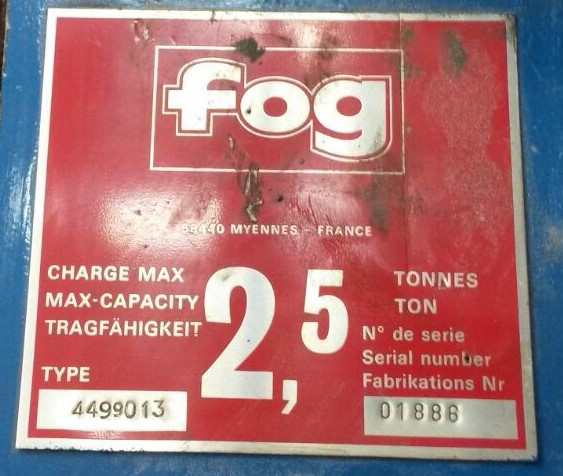 fog
58440 MYENNES - FRANCE
CHARGE MAX
MAX-CAPACITY
TRAGFÄHIGKEIT
2,5
TONNES
TON
N° de serie
Serial number
Fabrikations Nr
01886
TYPE
4499013